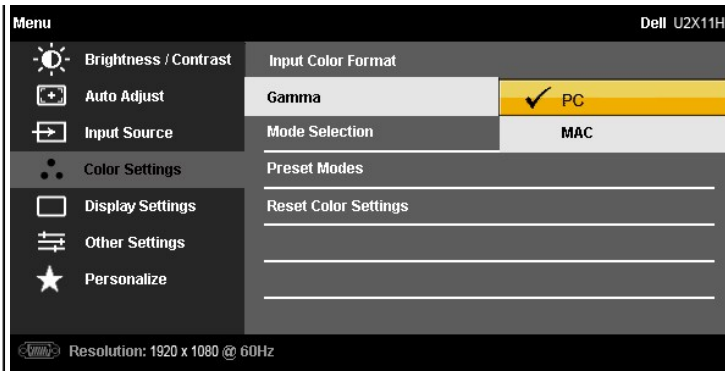 Menu Dell U2X11H
Brightness / Contrast Input Color Format
Auto Adjust Gamma PC
Input Source Mode Selection MAC
Color Settings Preset Modes
Display Settings Reset Color Settings
Other Settings
Personalize
Resolution: 1920 x 1080 @ 60Hz